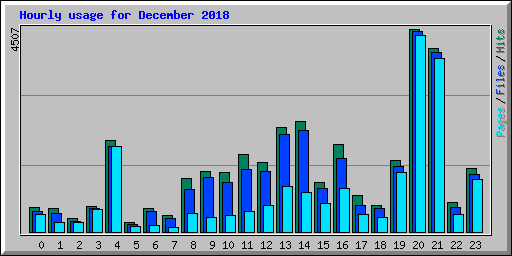 Hourly usage for December 2018
4507
Pages / Files / Hits
0 1 2 3 4 5 6 7 8 9 10 11 12 13 14 15 16 17 18 19 20 21 22 23